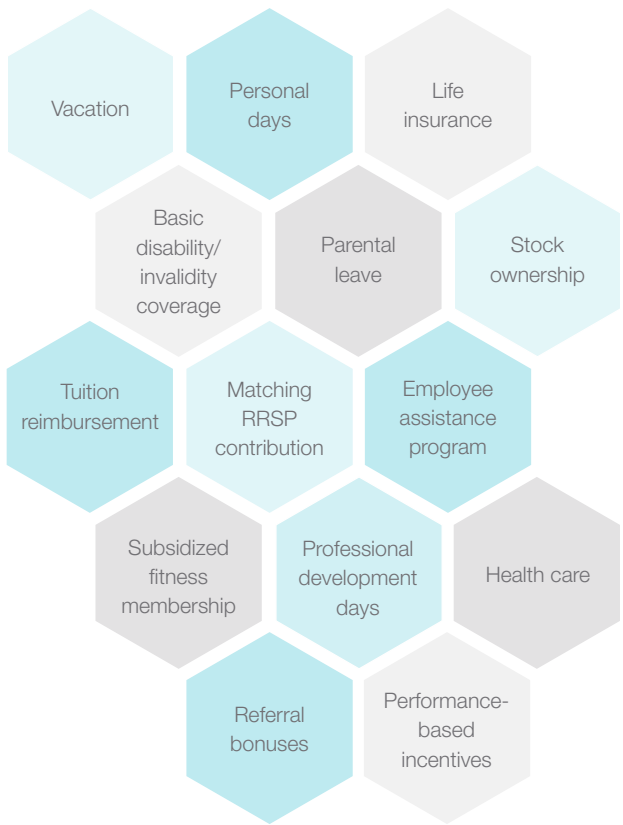 Vacation
Personal
days
Life
insurance
Basic
disability/
invalidity
coverage
Parental
leave
Stock
ownership
Tuition
reimbursement
Matching
RRSP
contribution
Employee
assistance
program
Subsidized
fitness
membership
Professional
development
days
Health care
Referral
bonuses
Performance-
based
incentives